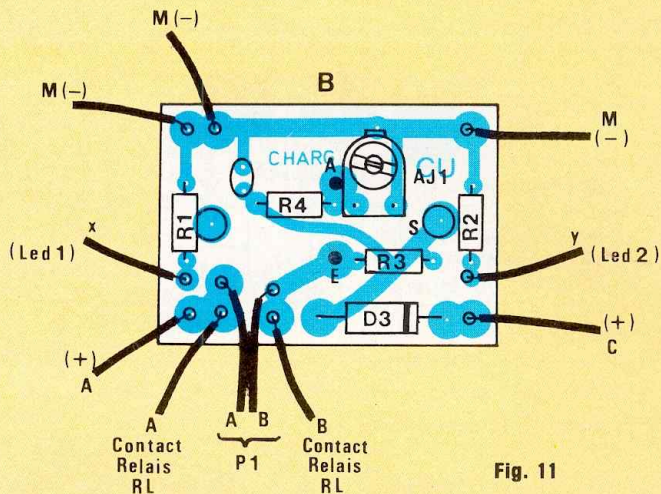 M (-)
M (-)
B
M
(-)
CHARG
CU
A
AJ1
R4
R1
S
R2
x
(Led 1)
y
(Led 2)
E
R3
D3
(+)
A
(+)
C
A
Contact
Relais
RL
A B
P1
B
Contact
Relais
RL
Fig. 11